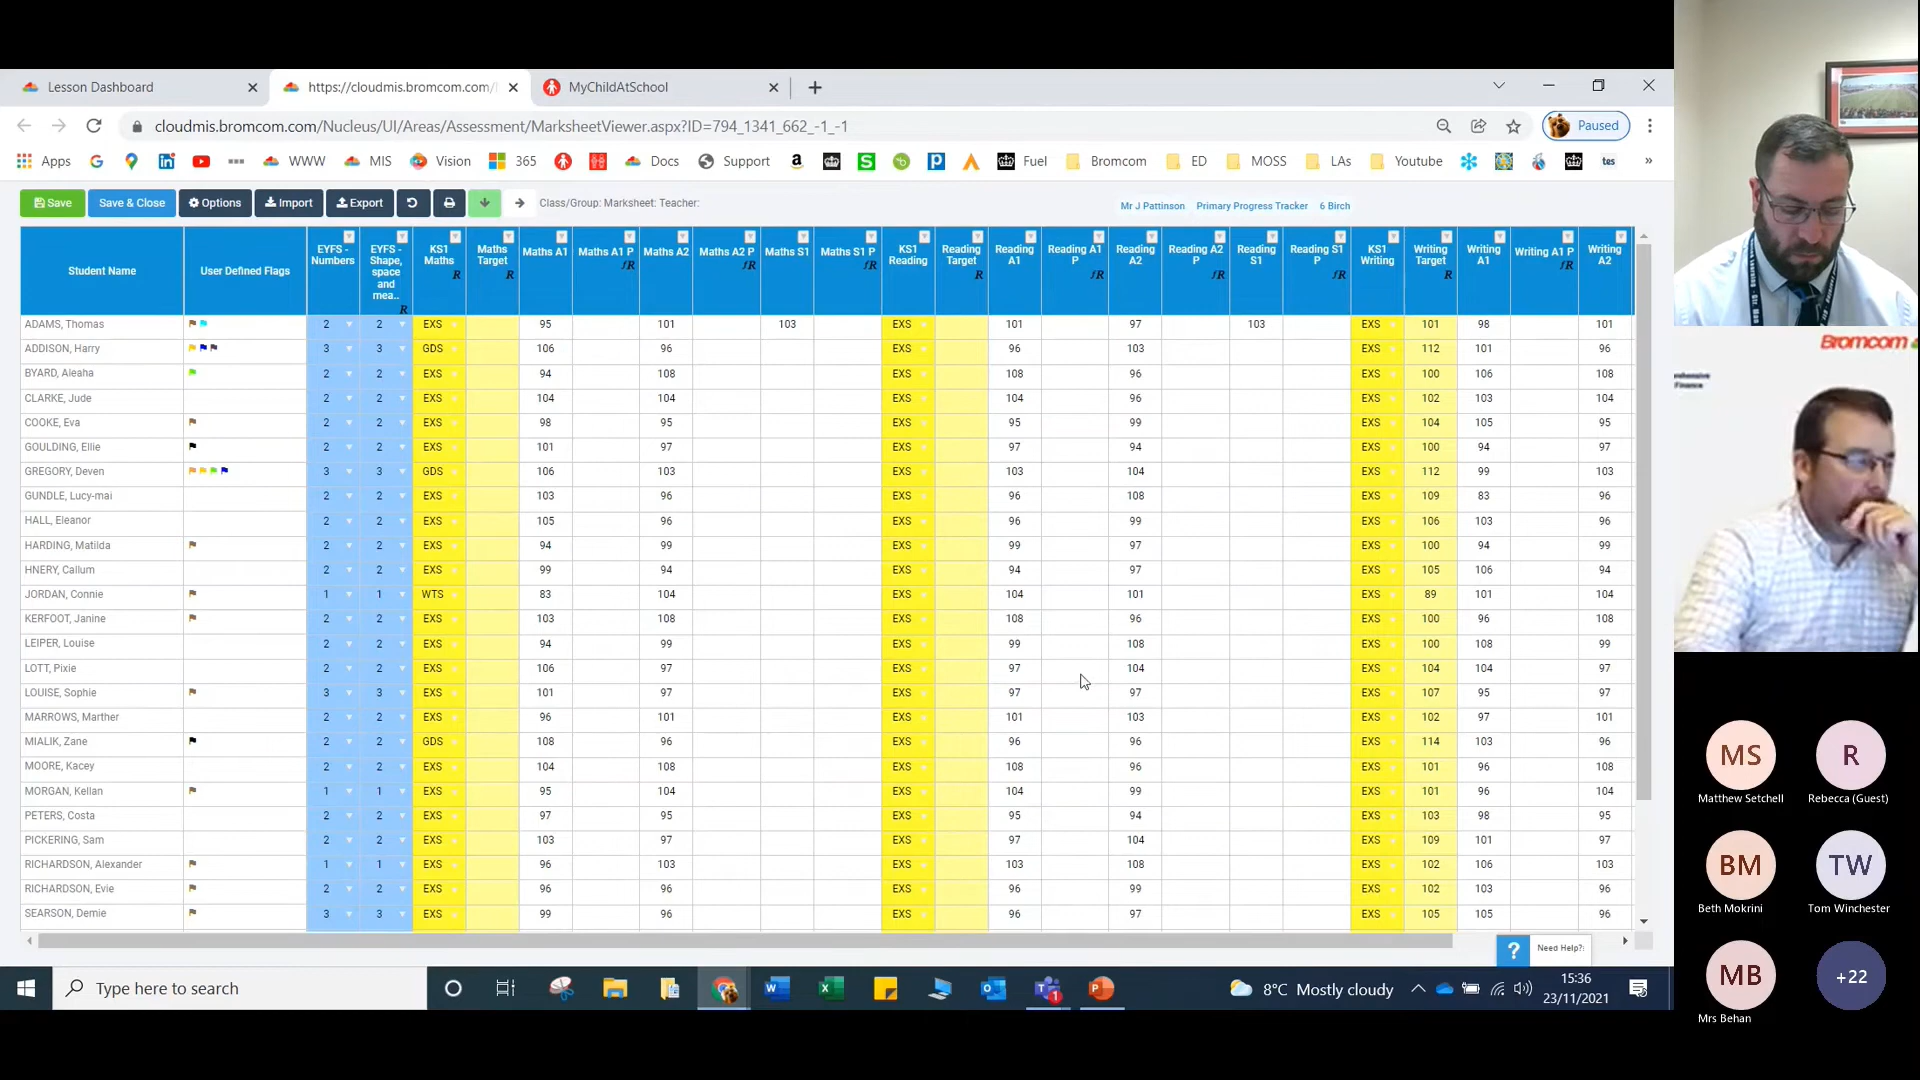 Lesson Dashboard https://cloudmis.bromcom.com/ MyChildAtSchool
cloudmis.bromcom.com/Nucleus/UI/Areas/Assessment/MarksheetViewer.aspx?ID=794_1341_662_-1_-1 Paused
Apps WWW MIS Vision 365 Docs Support Fuel Bromcom ED MOSS LAs Youtube tes »
Save Save & Close Options Import Export Class/Group: Marksheet: Teacher: Mr J Pattinson Primary Progress Tracker 6 Birch
Student Name User Defined Flags EYFS - Numbers EYFS - Shape, space and mea.. R KS1 Maths R Maths Target R Maths A1 Maths A1 P fR Maths A2 Maths A2 P fR Maths S1 Maths S1 P fR KS1 Reading Reading Target R Reading A1 Reading A1 P fR Reading A2 Reading A2 P fR Reading S1 Reading S1 P fR KS1 Writing Writing Target R Writing A1 Writing A1 P fR Writing A2
ADAMS, Thomas 2 2 EXS 95 101 103 EXS 101 97 103 EXS 101 98 101
ADDISON, Harry 3 3 GDS 106 96 EXS 96 103 EXS 112 101 96
BYARD, Aleaha 2 2 EXS 94 108 EXS 108 96 EXS 100 106 108
CLARKE, Jude 2 2 EXS 104 104 EXS 104 96 EXS 102 103 104
COOKE, Eva 2 2 EXS 98 95 EXS 95 99 EXS 104 105 95
GOULDING, Ellie 2 2 EXS 101 97 EXS 97 94 EXS 100 94 97
GREGORY, Deven 3 3 GDS 106 103 EXS 103 104 EXS 112 99 103
GUNDLE, Lucy-mai 2 2 EXS 103 96 EXS 96 108 EXS 109 83 96
HALL, Eleanor 2 2 EXS 105 96 EXS 96 99 EXS 106 103 96
HARDING, Matilda 2 2 EXS 94 99 EXS 99 97 EXS 100 94 99
HNERY, Callum 2 2 EXS 99 94 EXS 94 97 EXS 105 106 94
JORDAN, Connie 1 1 WTS 83 104 EXS 104 101 EXS 89 101 104
KERFOOT, Janine 2 2 EXS 103 108 EXS 108 96 EXS 100 96 108
LEIPER, Louise 2 2 EXS 94 99 EXS 99 108 EXS 100 108 99
LOTT, Pixie 2 2 EXS 106 97 EXS 97 104 EXS 104 104 97
LOUISE, Sophie 3 3 EXS 101 97 EXS 97 97 EXS 107 95 97
MARROWS, Marther 2 2 EXS 96 101 EXS 101 103 EXS 102 97 101
MIALIK, Zane 2 2 GDS 108 96 EXS 96 96 EXS 114 103 96
MOORE, Kacey 2 2 EXS 104 108 EXS 108 96 EXS 101 96 108
MORGAN, Kellan 1 1 EXS 95 104 EXS 104 99 EXS 101 96 104
PETERS, Costa 2 2 EXS 97 95 EXS 95 94 EXS 103 98 95
PICKERING, Sam 2 2 EXS 103 97 EXS 97 104 EXS 109 101 97
RICHARDSON, Alexander 1 1 EXS 96 103 EXS 103 108 EXS 102 106 103
RICHARDSON, Evie 2 2 EXS 96 96 EXS 96 99 EXS 102 103 96
SEARSON, Demie 3 3 EXS 99 96 EXS 96 97 EXS 105 105 96
? Need Help?:
Type here to search 8°C Mostly cloudy 15:36
23/11/2021
Bromcom
Finance
MS R
Matthew Setchell Rebecca (Guest)
BM TW
Beth Mokrini Tom Winchester
MB +22
Mrs Behan